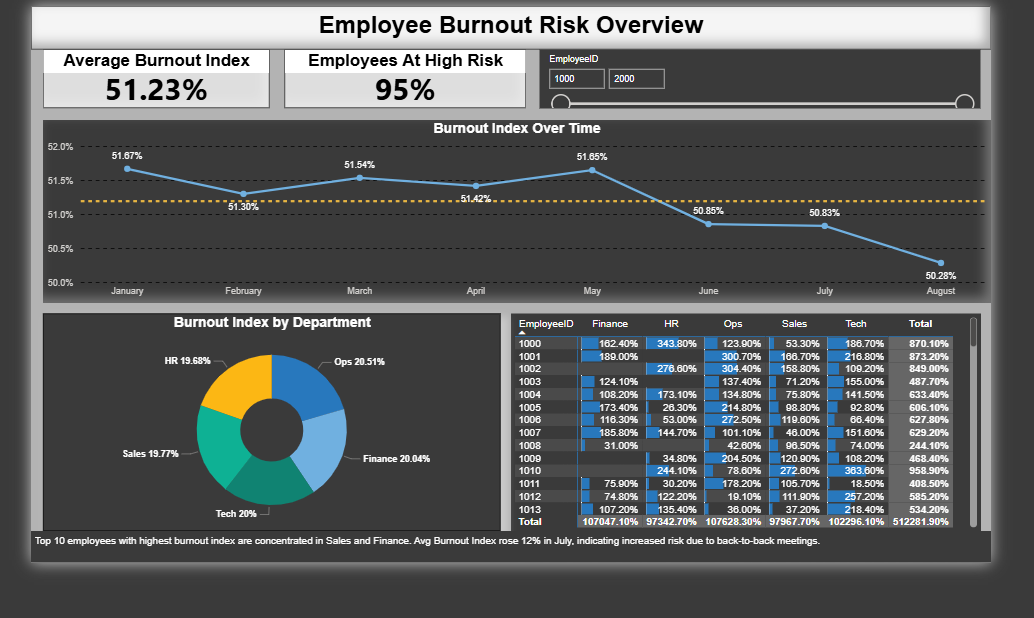 Employee Burnout Risk Overview
Average Burnout Index
51.23%
Employees At High Risk
95%
EmployeeID
1000 2000
Burnout Index Over Time
52.0%
51.5%
51.0%
50.5%
50.0%
51.67%
51.30%
51.54%
51.42%
51.65%
50.85%
50.83%
50.28%
January February March April May June July August
Burnout Index by Department
HR 19.68%
Ops 20.51%
Sales 19.77%
Finance 20.04%
Tech 20%
EmployeeID Finance HR Ops Sales Tech Total
1000 162.40% 343.80% 123.90% 53.30% 186.70% 870.10%
1001 189.00% 300.70% 166.70% 216.80% 873.20%
1002 276.60% 304.40% 158.80% 109.20% 849.00%
1003 124.10% 137.40% 71.20% 155.00% 487.70%
1004 108.20% 173.10% 134.80% 75.80% 141.50% 633.40%
1005 173.40% 26.30% 214.80% 98.80% 92.80% 606.10%
1006 116.30% 53.00% 272.50% 119.60% 66.40% 627.80%
1007 185.80% 144.70% 101.10% 46.00% 151.60% 629.20%
1008 31.00% 42.60% 96.50% 74.00% 244.10%
1009 34.80% 204.50% 120.90% 108.20% 468.40%
1010 244.10% 78.60% 272.60% 363.60% 958.90%
1011 75.90% 30.20% 178.20% 105.70% 18.50% 408.50%
1012 74.80% 122.20% 19.10% 111.90% 257.20% 585.20%
1013 107.20% 135.40% 36.00% 37.20% 218.40% 534.20%
Total 107047.10% 97342.70% 107628.30% 97967.70% 102296.10% 512281.90%
Top 10 employees with highest burnout index are concentrated in Sales and Finance. Avg Burnout Index rose 12% in July, indicating increased risk due to back-to-back meetings.